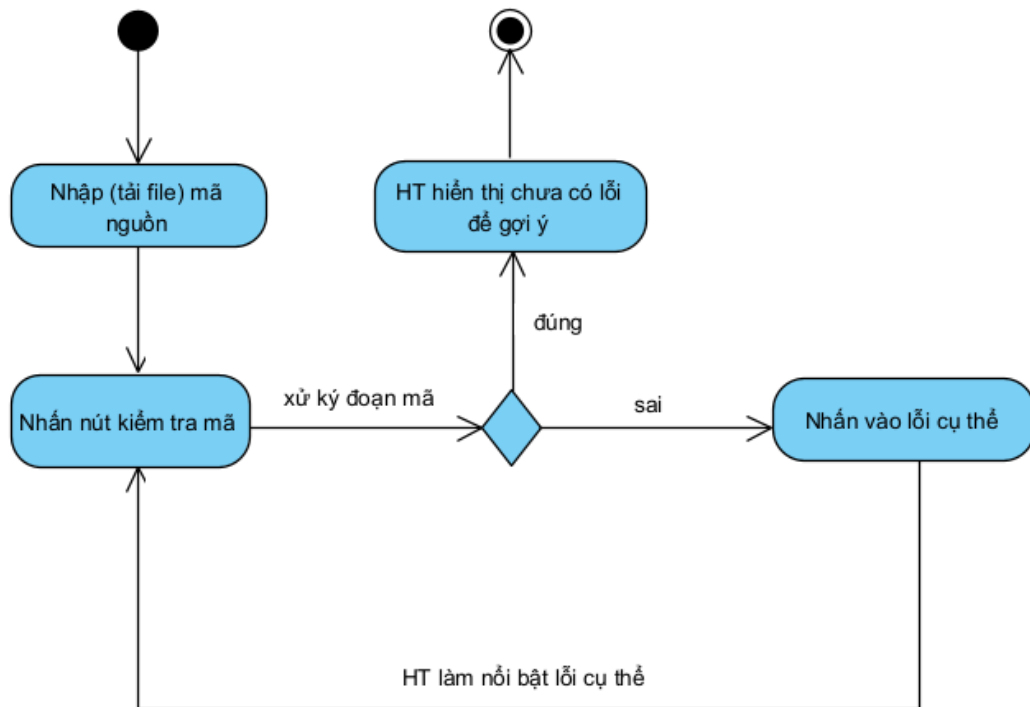 Nhập (tải file) mã
nguồn
HT hiển thị chưa có lỗi
để gợi ý
đúng
Nhấn nút kiểm tra mã
xử ký đoạn mã
sai
Nhấn vào lỗi cụ thể
HT làm nổi bật lỗi cụ thể